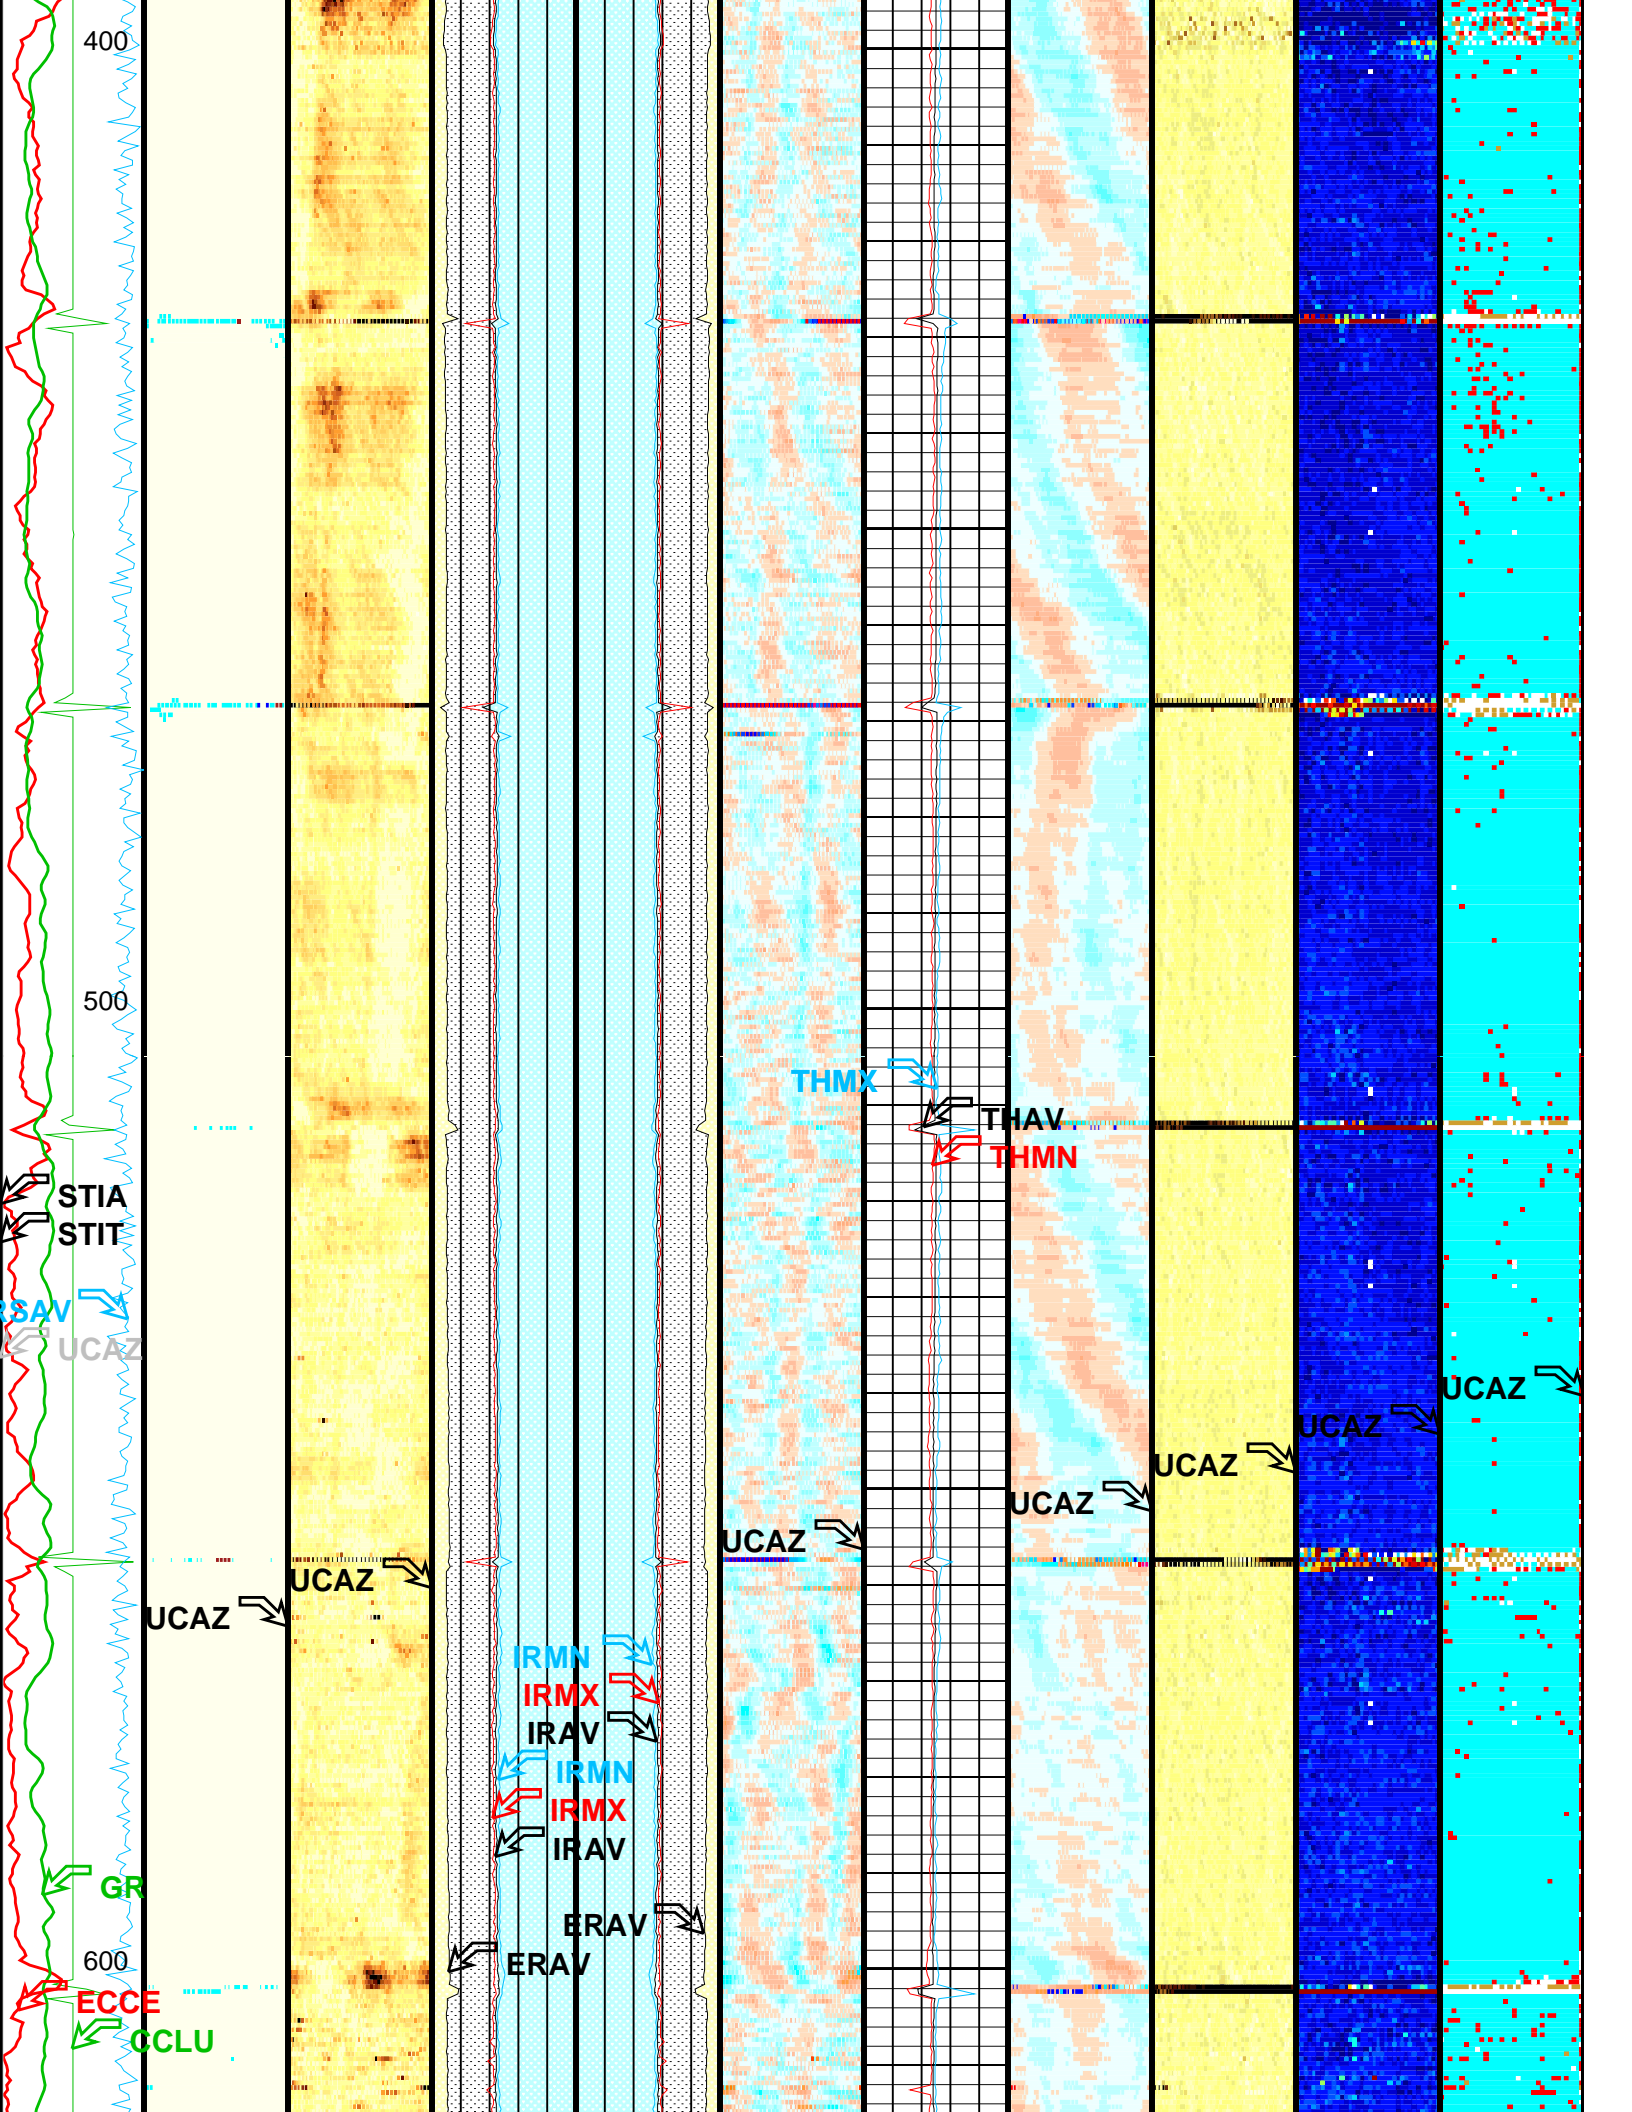 400
500
THMX
THAV
THMN
STIA
STIT
RSAV
UCAZ
UCAZ
UCAZ
UCAZ
UCAZ
UCAZ
UCAZ
UCAZ
IRMN
IRMX
IRAV
IRMN
IRMX
IRAV
GR
ERAV
600
ERAV
ECCE
CCLU